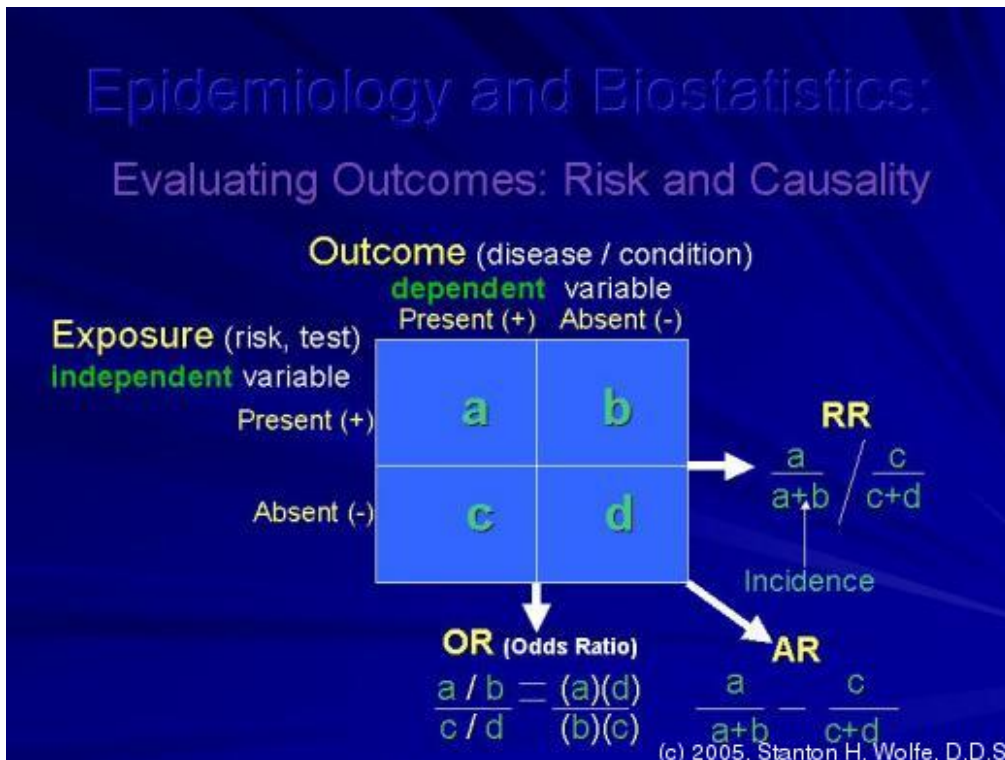 Epidemiology and Biostatistics:
Evaluating Outcomes: Risk and Causality
Outcome (disease / condition)
dependent variable
Present (+) Absent (-)
Exposure (risk, test)
independent variable
Present (+)
a b
Absent (-)
c d
RR
a / c
a+b c+d
Incidence
OR (Odds Ratio)
a / b = (a)(d)
c / d (b)(c)
AR
a – c
a+b c+d
(c) 2005, Stanton H. Wolfe, D.D.S